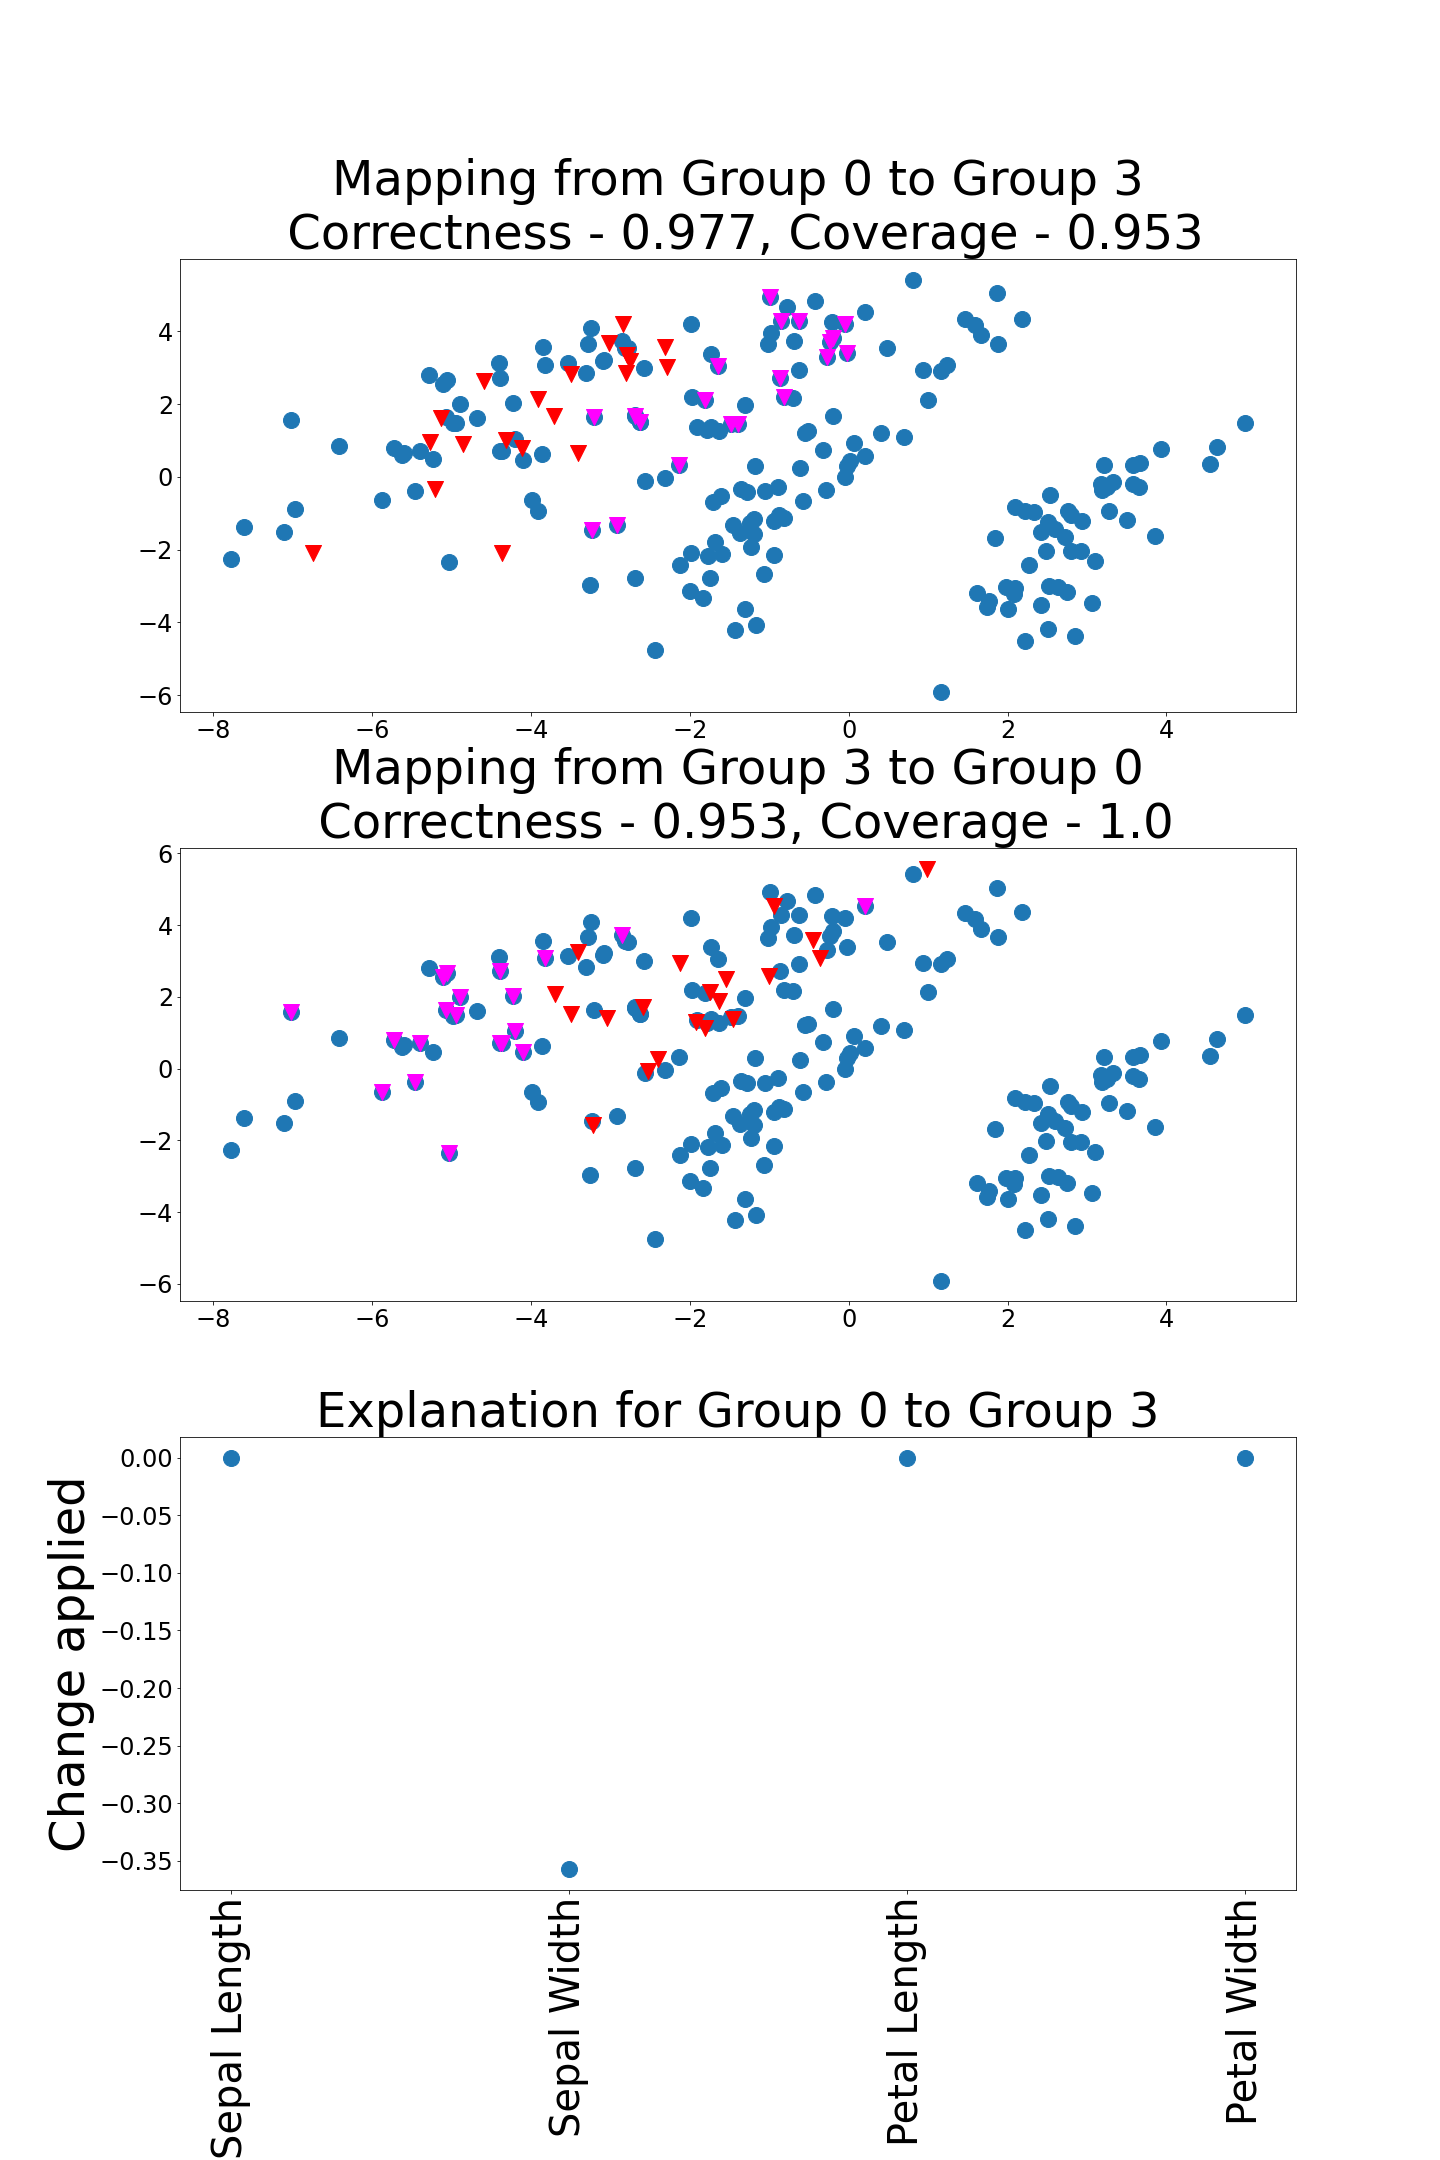 Mapping from Group 0 to Group 3
Correctness - 0.977, Coverage - 0.953
4
2
0
−2
−4
−6
−8 −6 −4 −2 0 2 4
Mapping from Group 3 to Group 0
Correctness - 0.953, Coverage - 1.0
6
4
2
0
−2
−4
−6
−8 −6 −4 −2 0 2 4
Explanation for Group 0 to Group 3
Change applied
0.00
−0.05
−0.10
−0.15
−0.20
−0.25
−0.30
−0.35
Sepal Length
Sepal Width
Petal Length
Petal Width